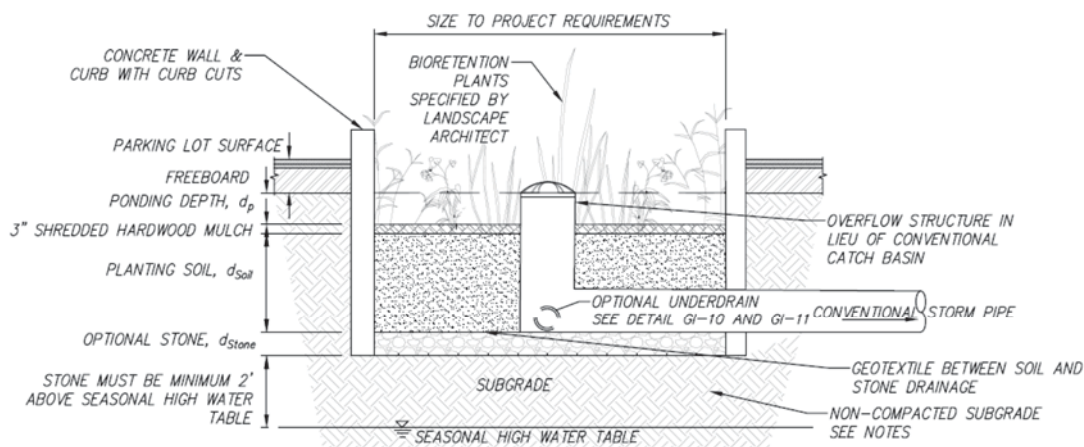 SIZE TO PROJECT REQUIREMENTS
CONCRETE WALL &
CURB WITH CURB CUTS
BIORETENTION
PLANTS
SPECIFIED BY
LANDSCAPE
ARCHITECT
PARKING LOT SURFACE
FREEBOARD
PONDING DEPTH, dp
3" SHREDDED HARDWOOD MULCH
PLANTING SOIL, dSoil
OPTIONAL STONE, dStone
STONE MUST BE MINIMUM 2'
ABOVE SEASONAL HIGH WATER
TABLE
OVERFLOW STRUCTURE IN
LIEU OF CONVENTIONAL
CATCH BASIN
OPTIONAL UNDERDRAIN
SEE DETAIL GI-10 AND GI-11
CONVENTIONAL STORM PIPE
GEOTEXTILE BETWEEN SOIL AND
STONE DRAINAGE
SUBGRADE
NON-COMPACTED SUBGRADE
SEE NOTES
SEASONAL HIGH WATER TABLE